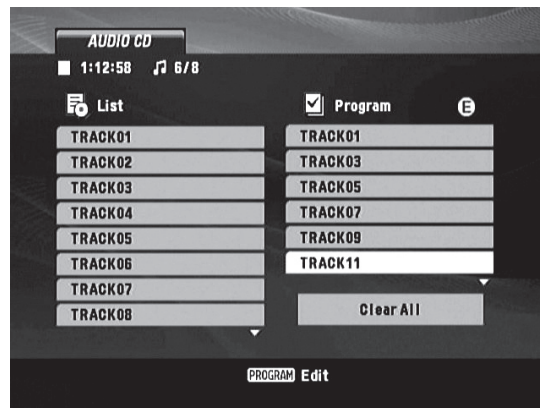 AUDIO CD
1:12:58 6/8
List
TRACK01
TRACK02
TRACK03
TRACK04
TRACK05
TRACK06
TRACK07
TRACK08
Program E
TRACK01
TRACK03
TRACK05
TRACK07
TRACK09
TRACK11
Clear All
PROGRAM Edit